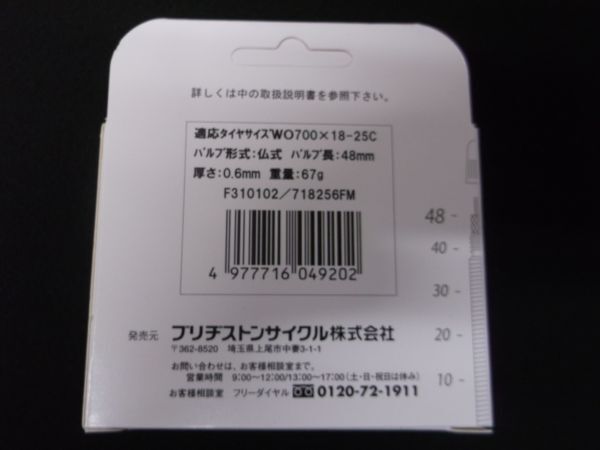 詳しくは中の取扱説明書を参照下さい。
適応タイヤサイズWO700×18-25C
バルブ形式:仏式 バルブ長:48mm
厚さ:0.6mm 重量:67g
F310102/718256FM
4 977716 049202
48
40
30
20
10
発売元 ブリヂストンサイクル株式会社
〒362-8520 埼玉県上尾市中妻3-1-1
お問い合わせは、お客様相談室まで。
営業時間 9:00~12:00/13:00~17:00(土・日・祝日は休み)
お客様相談室 フリーダイヤル 0120-72-1911